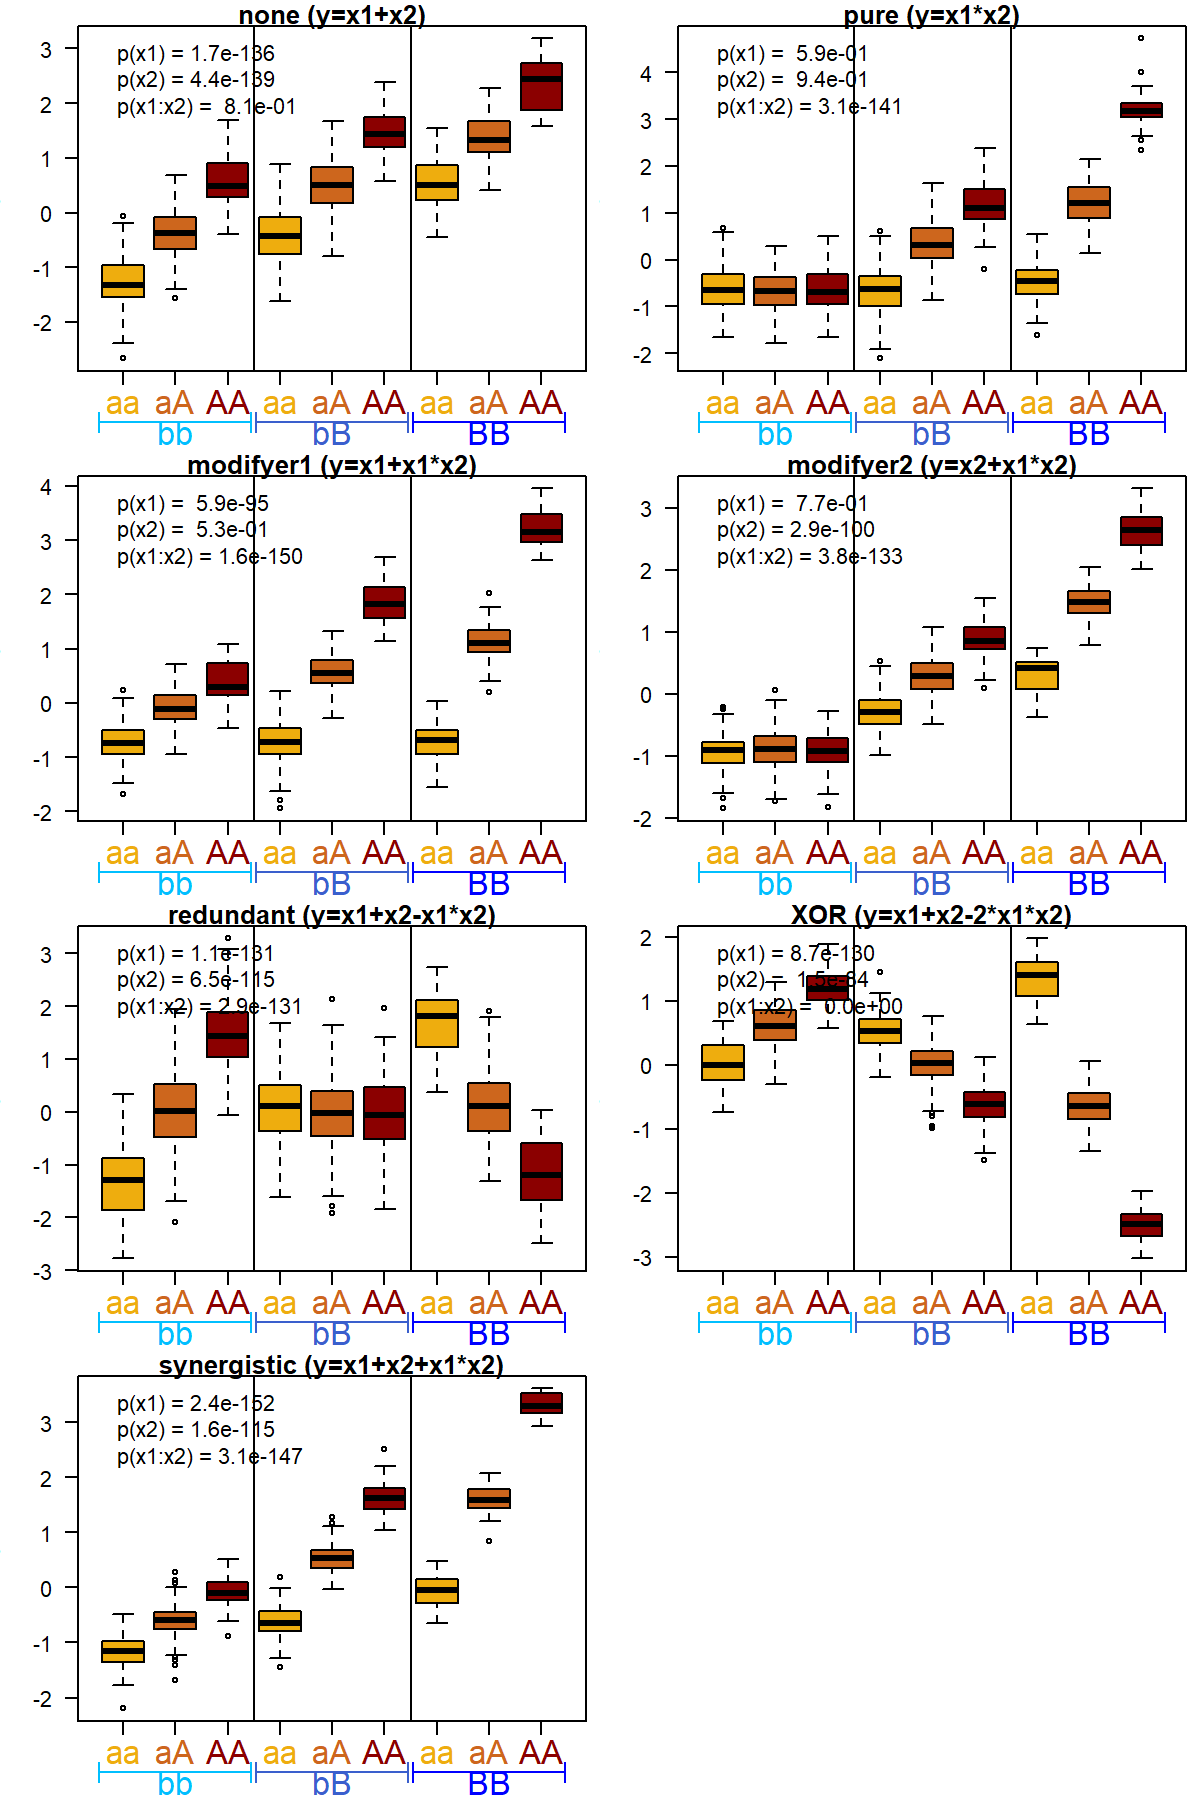 none (y=x1+x2)
p(x1) = 1.7e-136
p(x2) = 4.4e-139
p(x1:x2) = 8.1e-01
3
2
1
0
-1
-2
aa aA AA aa aA AA aa aA AA
bb bB BB
pure (y=x1*x2)
p(x1) = 5.9e-01
p(x2) = 9.4e-01
p(x1:x2) = 3.1e-141
4
3
2
1
0
-1
-2
aa aA AA aa aA AA aa aA AA
bb bB BB
modifyer1 (y=x1+x1*x2)
p(x1) = 5.9e-95
p(x2) = 5.3e-01
p(x1:x2) = 1.6e-150
4
3
2
1
0
-1
-2
aa aA AA aa aA AA aa aA AA
bb bB BB
modifyer2 (y=x2+x1*x2)
p(x1) = 7.7e-01
p(x2) = 2.9e-100
p(x1:x2) = 3.8e-133
3
2
1
0
-1
-2
aa aA AA aa aA AA aa aA AA
bb bB BB
redundant (y=x1+x2-x1*x2)
p(x1) = 1.1e-131
p(x2) = 6.5e-115
p(x1:x2) = 2.9e-131
3
2
1
0
-1
-2
-3
aa aA AA aa aA AA aa aA AA
bb bB BB
XOR (y=x1+x2-2*x1*x2)
p(x1) = 8.7e-130
p(x2) = 1.5e-84
p(x1:x2) = 0.0e+00
2
1
0
-1
-2
-3
aa aA AA aa aA AA aa aA AA
bb bB BB
synergistic (y=x1+x2+x1*x2)
p(x1) = 2.4e-152
p(x2) = 1.6e-115
p(x1:x2) = 3.1e-147
3
2
1
0
-1
-2
aa aA AA aa aA AA aa aA AA
bb bB BB